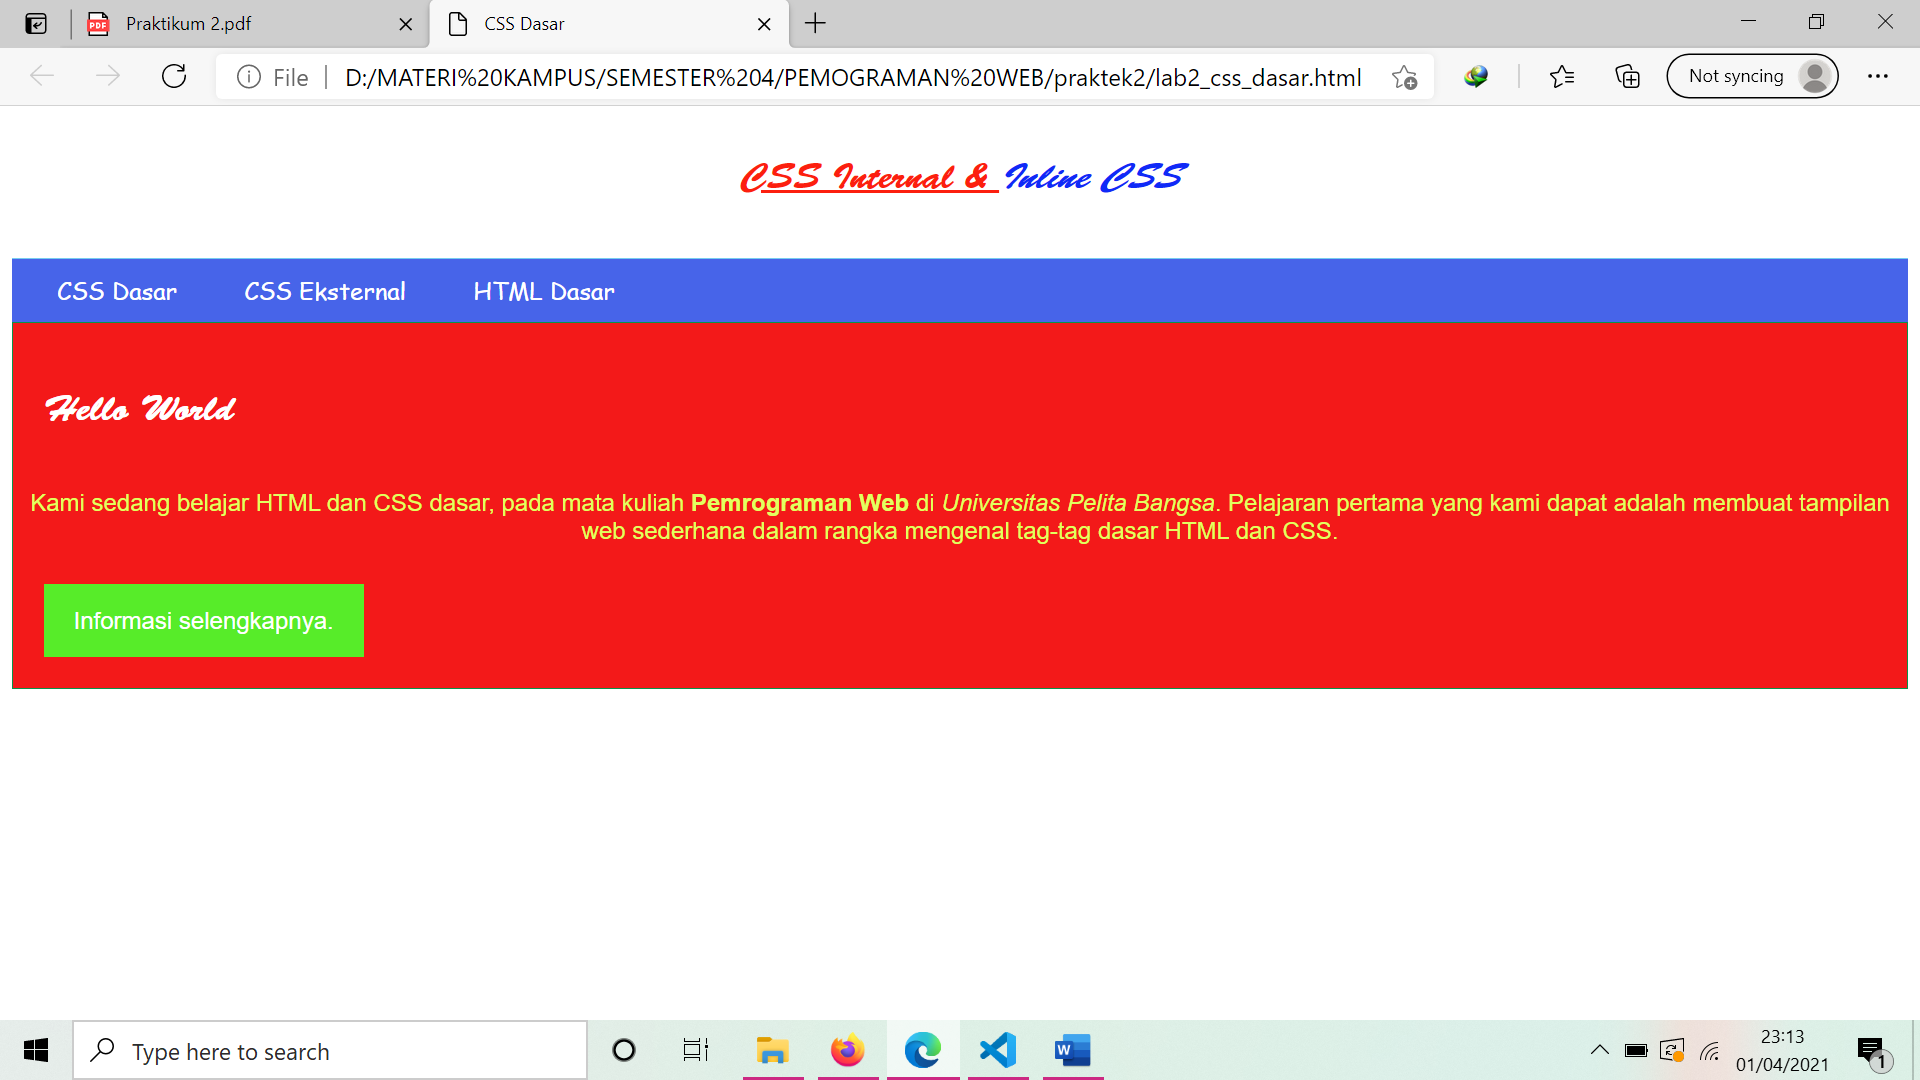 Praktikum 2.pdf
CSS Dasar
File
D:/MATERI%20KAMPUS/SEMESTER%204/PEMOGRAMAN%20WEB/praktek2/lab2_css_dasar.html
Not syncing
CSS Internal & Inline CSS
CSS Dasar CSS Eksternal HTML Dasar
Hello World
Kami sedang belajar HTML dan CSS dasar, pada mata kuliah Pemrograman Web di Universitas Pelita Bangsa. Pelajaran pertama yang kami dapat adalah membuat tampilan
web sederhana dalam rangka mengenal tag-tag dasar HTML dan CSS.
Informasi selengkapnya.
Type here to search
23:13
01/04/2021
1
PDF
W